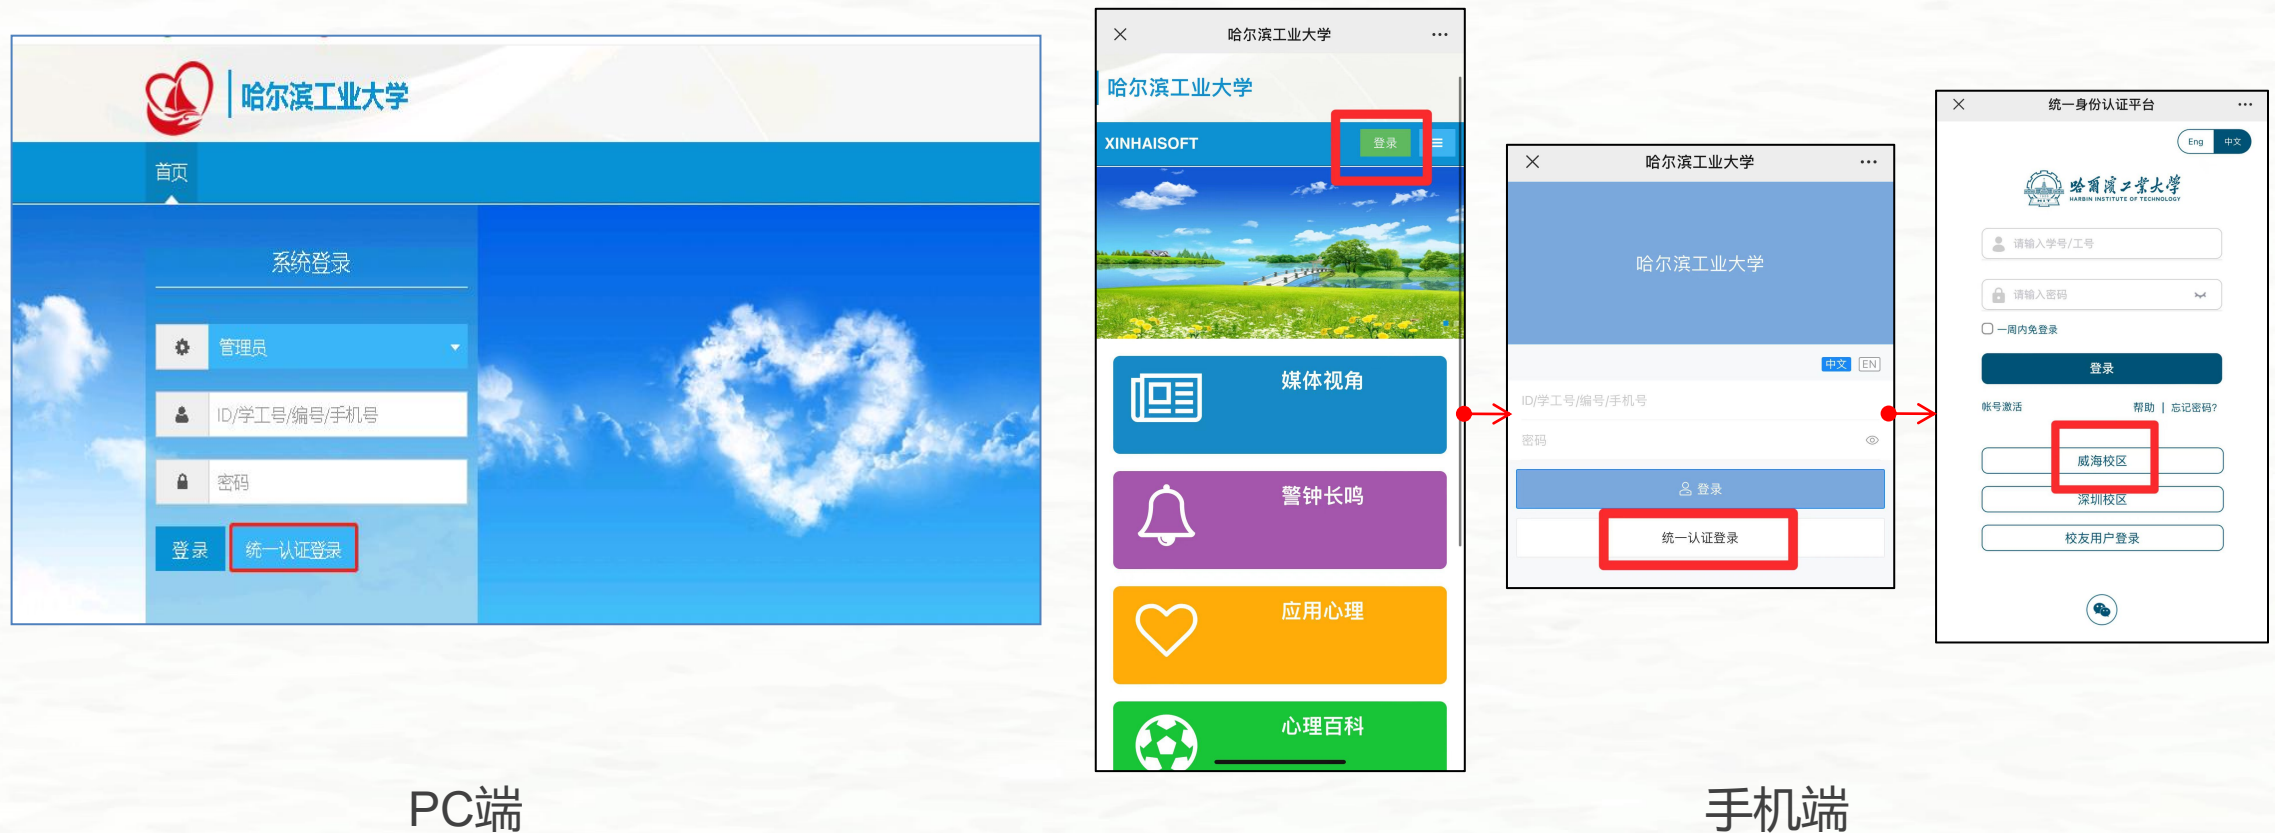 哈尔滨工业大学
首页
系统登录
管理员
ID/学工号/编号/手机号
密码
登录 统一认证登录
PC端
哈尔滨工业大学
哈尔滨工业大学
XINHAISOFT 登录
媒体视角
警钟长鸣
应用心理
心理百科
哈尔滨工业大学
哈尔滨工业大学
中文 EN
ID/学工号/编号/手机号
密码
登录
统一认证登录
统一身份认证平台
Eng 中文
哈爾濱工業大學
HARBIN INSTITUTE OF TECHNOLOGY
请输入学号/工号
请输入密码
一周内免登录
登录
帐号激活 帮助 | 忘记密码?
威海校区
深圳校区
校友用户登录
手机端